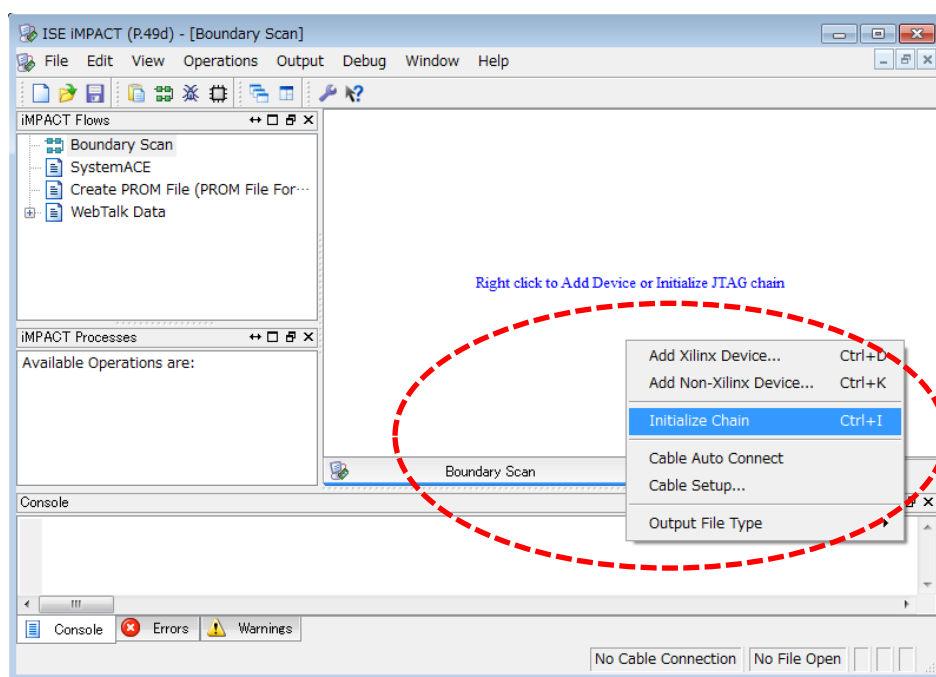 ISE iMPACT (P.49d) - [Boundary Scan]
File Edit View Operations Output Debug Window Help
iMPACT Flows
Boundary Scan
SystemACE
Create PROM File (PROM File For...
WebTalk Data
Right click to Add Device or Initialize JTAG chain
iMPACT Processes
Available Operations are:
Add Xilinx Device... Ctrl+D
Add Non-Xilinx Device... Ctrl+K
Initialize Chain Ctrl+I
Cable Auto Connect
Cable Setup...
Output File Type
Boundary Scan
Console
Console Errors Warnings
No Cable Connection No File Open